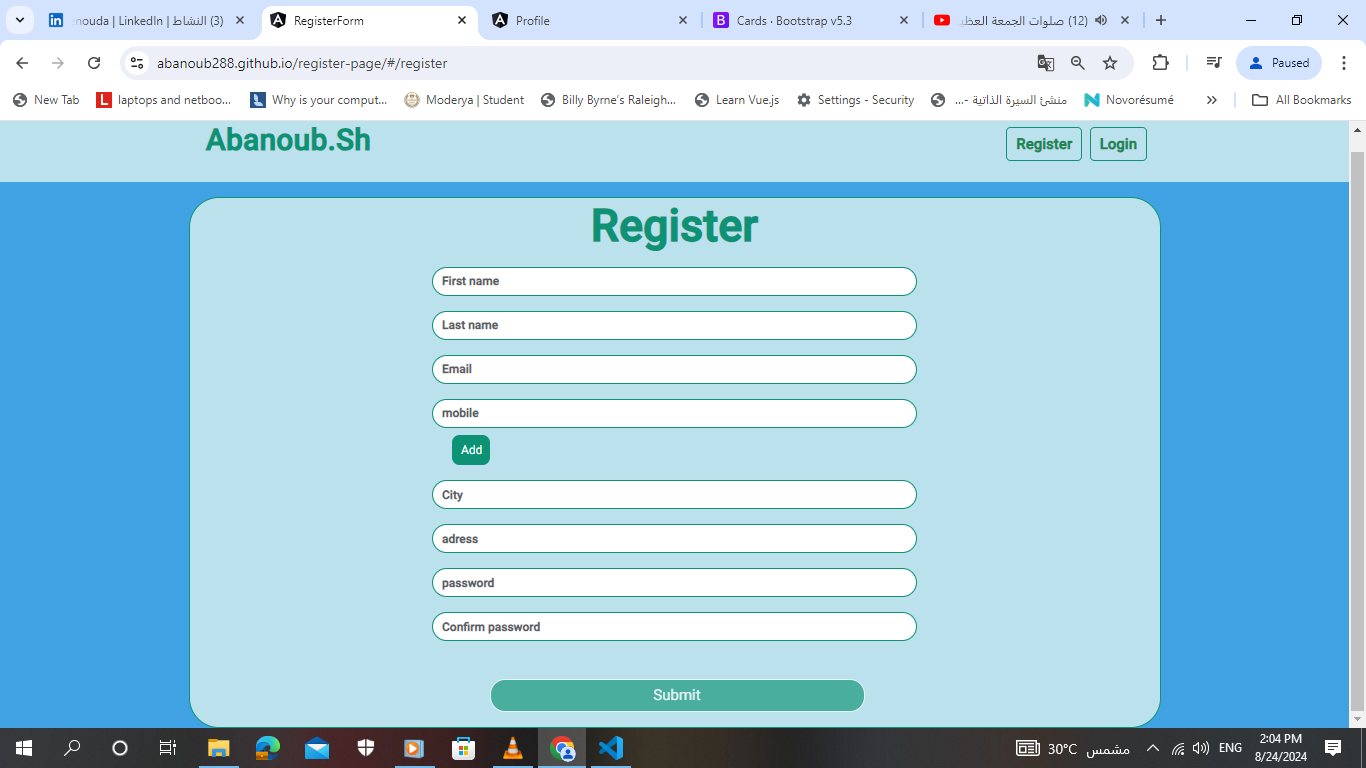 (3) النشاط | LinkedIn | enouda
RegisterForm
Profile
Cards · Bootstrap v5.3
(12) صلوات الجمعة العظي
abanoub288.github.io/register-page/#/register
Paused
New Tab
laptops and netboo...
Why is your comput...
Moderya | Student
Billy Byrne's Raleigh...
Learn Vue.js
Settings - Security
منشئ السيرة الذاتية -...
Novorésumé
All Bookmarks
Abanoub.Sh
Register
Login
Register
First name
Last name
Email
mobile
Add
City
adress
password
Confirm password
Submit
30°C مشمس
ENG
2:04 PM
8/24/2024